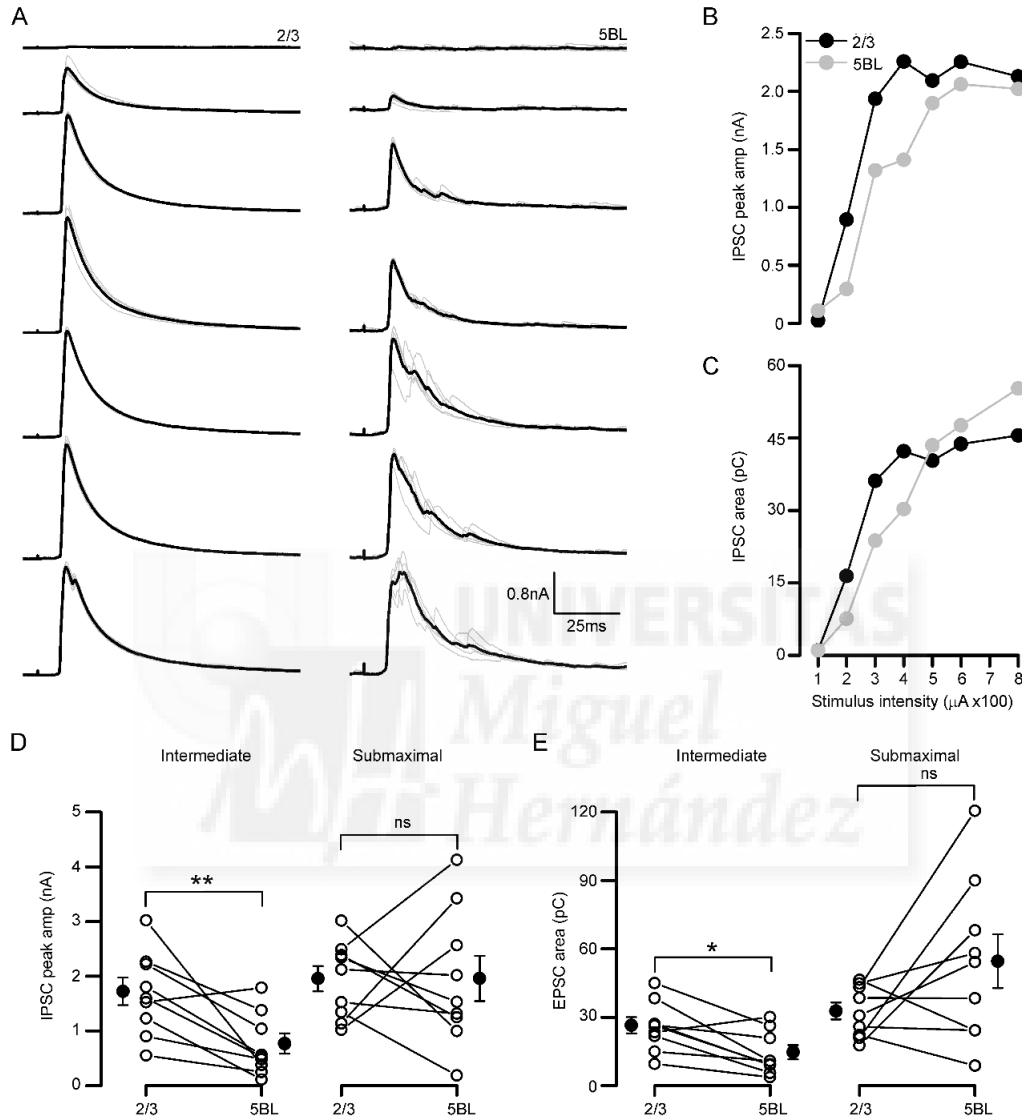 A
2/3
5BL
0.8nA
25ms
B
2/3
5BL
2.5
2.0
1.5
1.0
0.5
0
IPSC peak amp (nA)
C
60
45
30
15
0
IPSC area (pC)
1 2 3 4 5 6 7 8
Stimulus intensity (μA x100)
UNIVERSITAS
Miguel
Hernández
D
Intermediate
Submaximal
5
4
3
2
1
0
IPSC peak amp (nA)
**
ns
2/3 5BL 2/3 5BL
E
Intermediate
Submaximal
ns
120
90
60
30
0
EPSC area (pC)
*
2/3 5BL 2/3 5BL